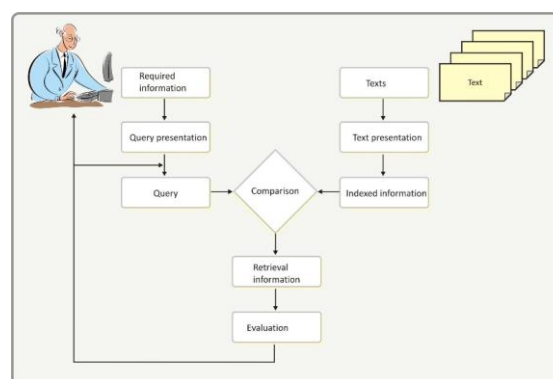 Required
information
Texts
Text
Query presentation
Text presentation
Query
Comparison
Indexed information
Retrieval
information
Evaluation